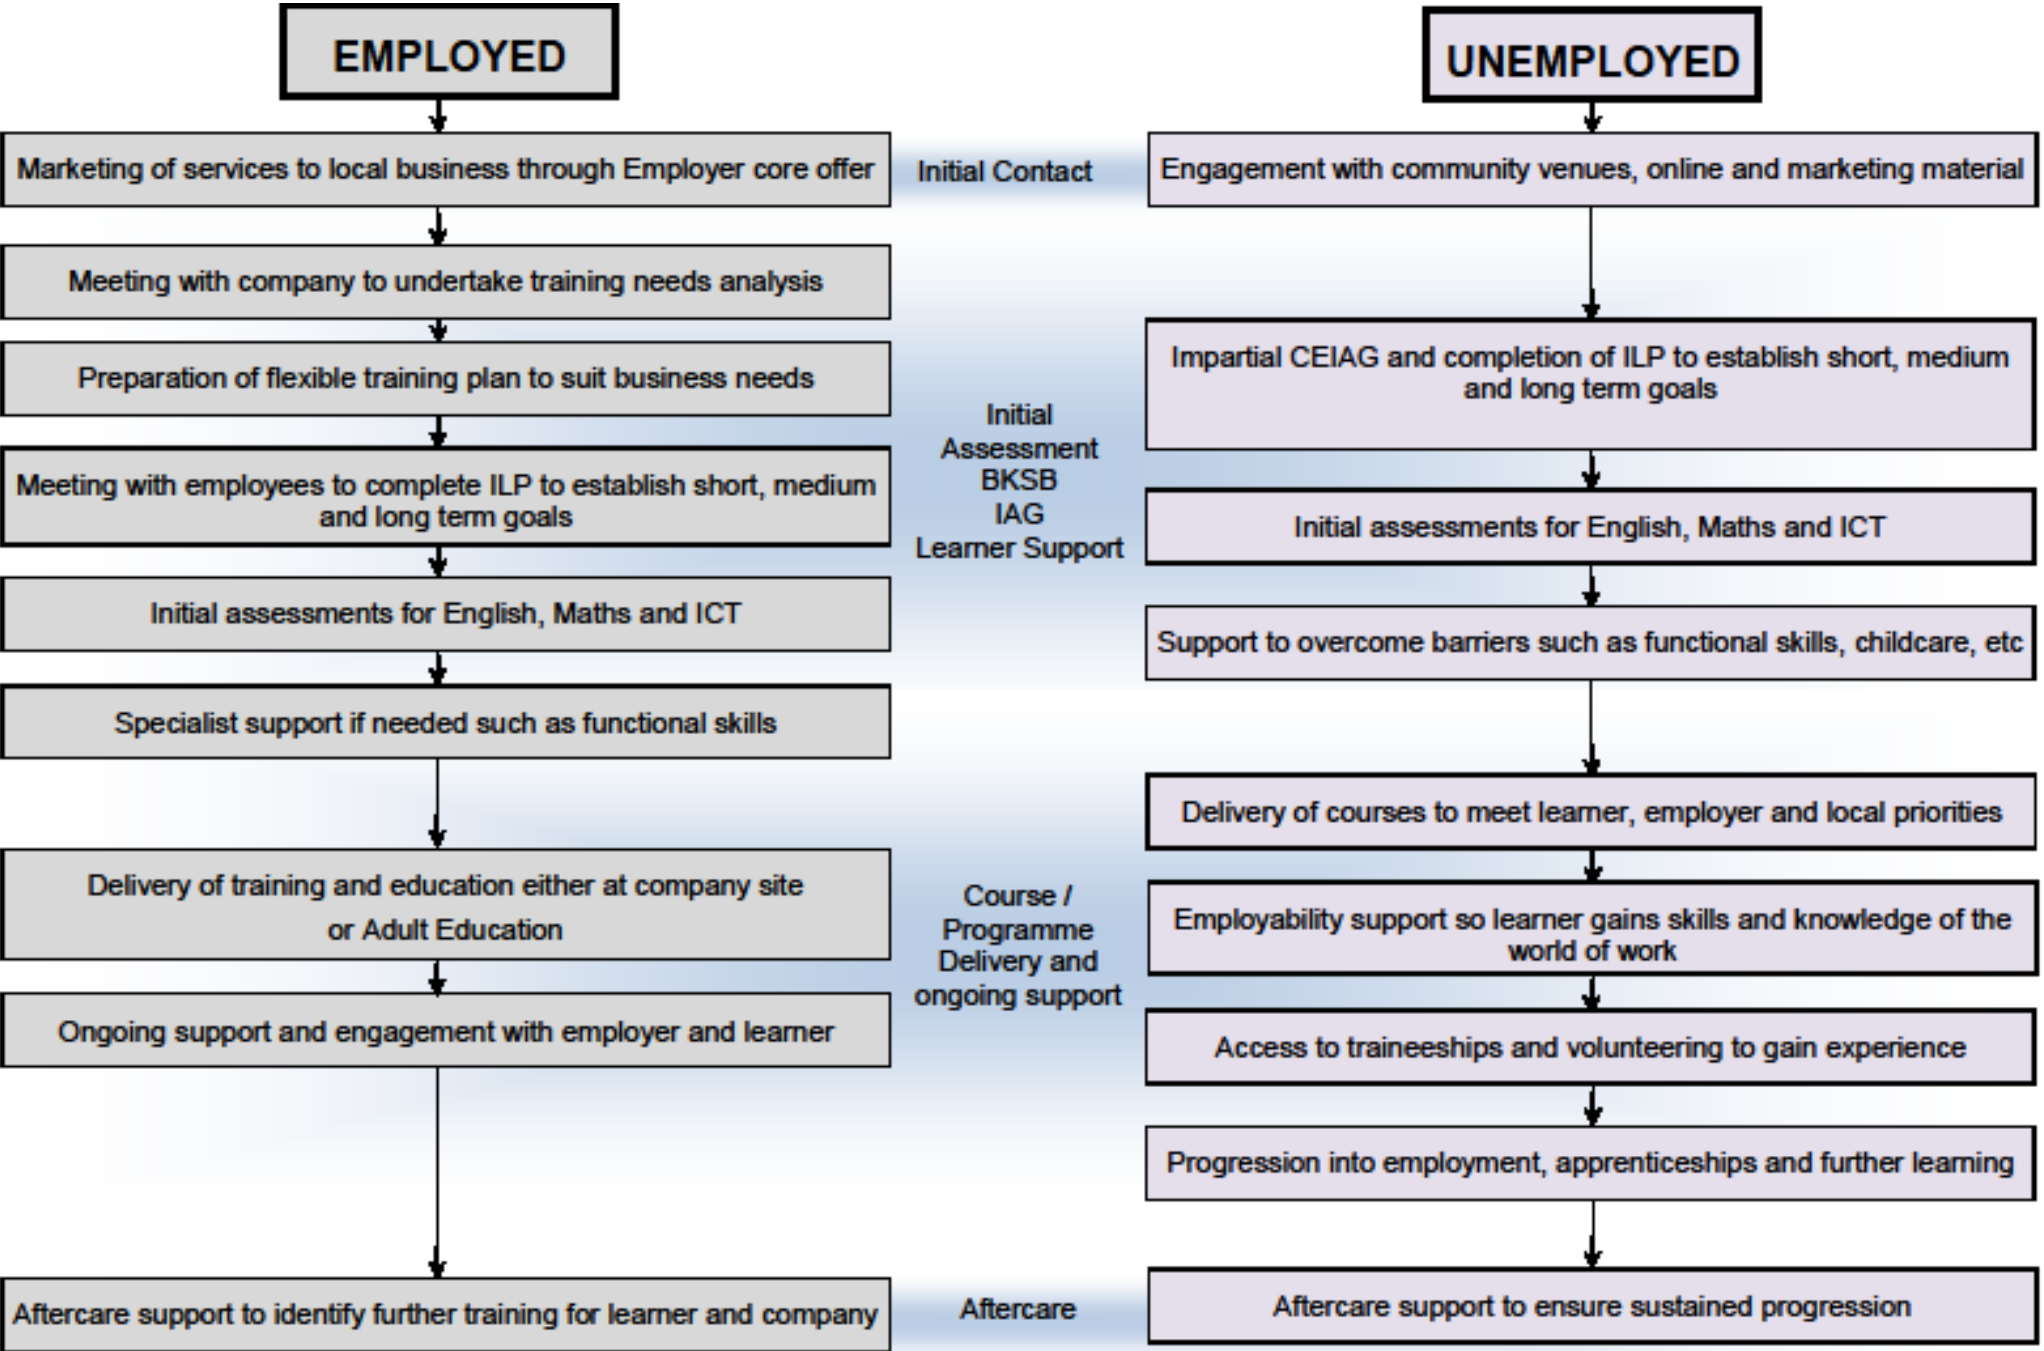 EMPLOYED
Marketing of services to local business through Employer core offer
Meeting with company to undertake training needs analysis
Preparation of flexible training plan to suit business needs
Meeting with employees to complete ILP to establish short, medium
and long term goals
Initial assessments for English, Maths and ICT
Specialist support if needed such as functional skills
Delivery of training and education either at company site
or Adult Education
Ongoing support and engagement with employer and learner
Aftercare support to identify further training for learner and company
Initial Contact
Initial
Assessment
BKSB
IAG
Learner Support
Course /
Programme
Delivery and
ongoing support
Aftercare
UNEMPLOYED
Engagement with community venues, online and marketing material
Impartial CEIAG and completion of ILP to establish short, medium
and long term goals
Initial assessments for English, Maths and ICT
Support to overcome barriers such as functional skills, childcare, etc
Delivery of courses to meet learner, employer and local priorities
Employability support so learner gains skills and knowledge of the
world of work
Access to traineeships and volunteering to gain experience
Progression into employment, apprenticeships and further learning
Aftercare support to ensure sustained progression